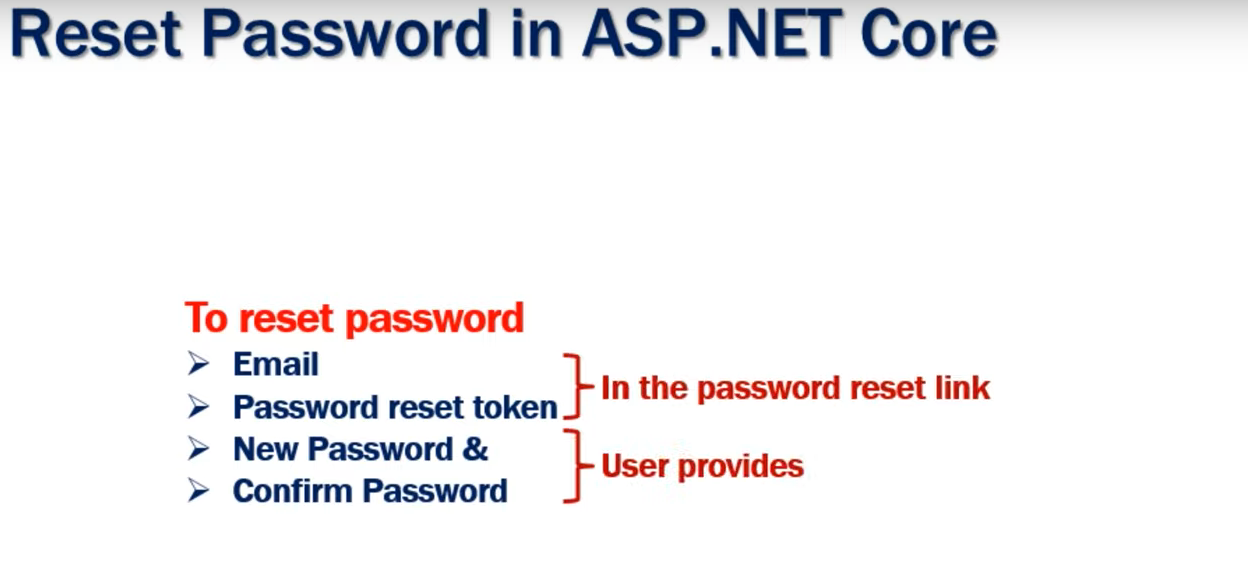 Reset Password in ASP.NET Core
To reset password
Email
Password reset token
In the password reset link
New Password &
Confirm Password
User provides